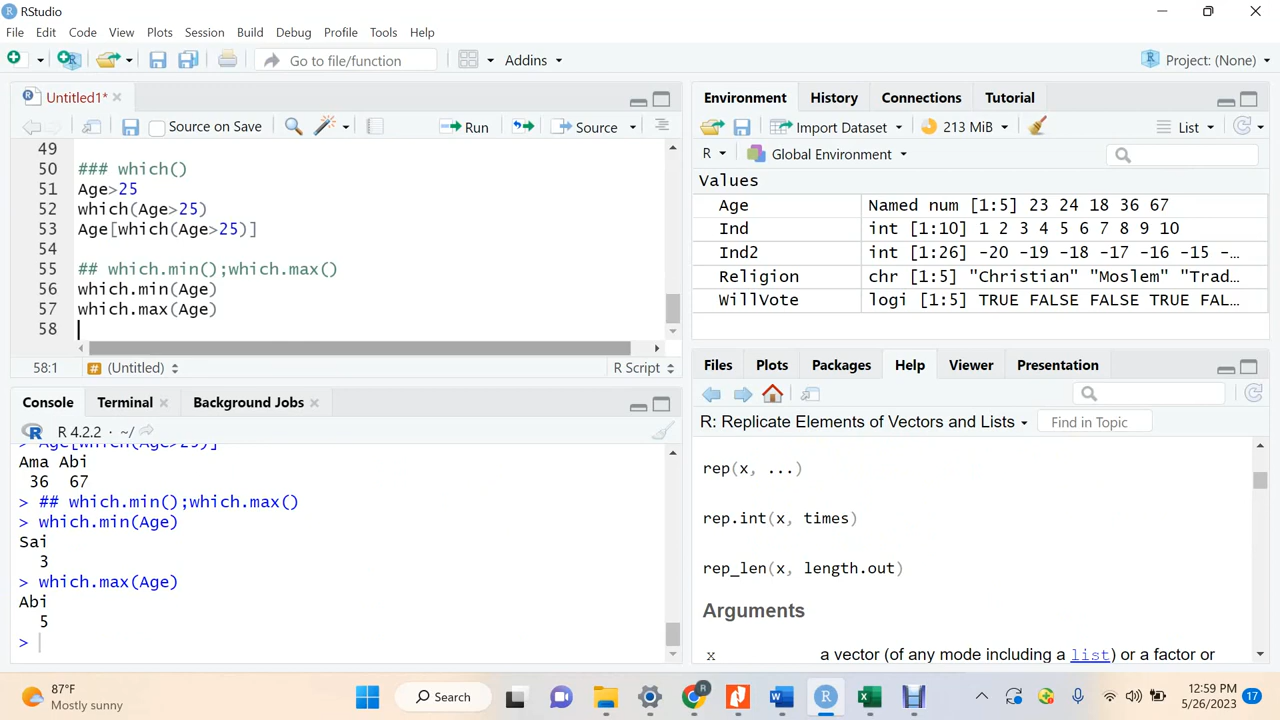 RStudio
File Edit Code View Plots Session Build Debug Profile Tools Help
Go to file/function Addins Project: (None)
Untitled1*
Source on Save Run Source
49
50 ### which()
51 Age>25
52 which(Age>25)
53 Age[which(Age>25)]
54
55 ## which.min();which.max()
56 which.min(Age)
57 which.max(Age)
58
58:1 # (Untitled) R Script
Console Terminal Background Jobs
R 4.2.2 · ~/
> Age[which(Age>25)]
Ama Abi
36 67
> ## which.min();which.max()
> which.min(Age)
Sai
3
> which.max(Age)
Abi
5
>
Environment History Connections Tutorial
Import Dataset 213 MiB List
R Global Environment
Values
Age Named num [1:5] 23 24 18 36 67
Ind int [1:10] 1 2 3 4 5 6 7 8 9 10
Ind2 int [1:26] -20 -19 -18 -17 -16 -15 -…
Religion chr [1:5] "Christian" "Moslem" "Trad…
WillVote logi [1:5] TRUE FALSE FALSE TRUE FAL…
Files Plots Packages Help Viewer Presentation
R: Replicate Elements of Vectors and Lists Find in Topic
rep(x, ...)
rep.int(x, times)
rep_len(x, length.out)
Arguments
x a vector (of any mode including a list) or a factor or
87°F
Mostly sunny
Search
12:59 PM
5/26/2023
17